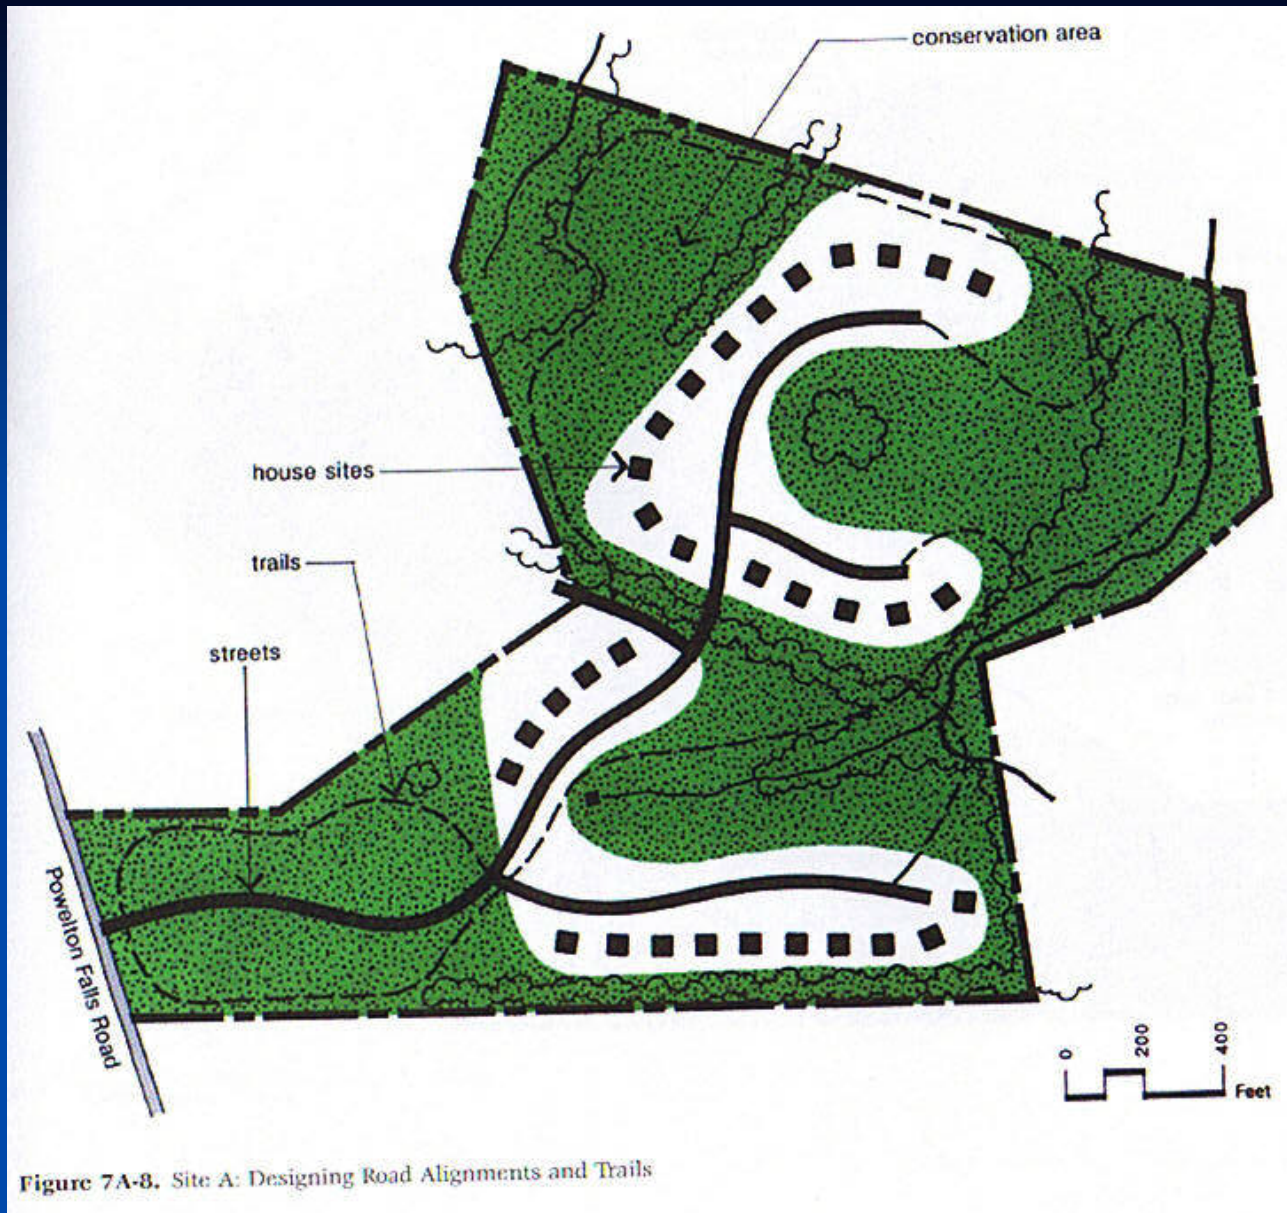 conservation area
house sites
trails
streets
Powelton Falls Road
0
200
400
Feet
Figure 7A-8. Site A: Designing Road Alignments and Trails